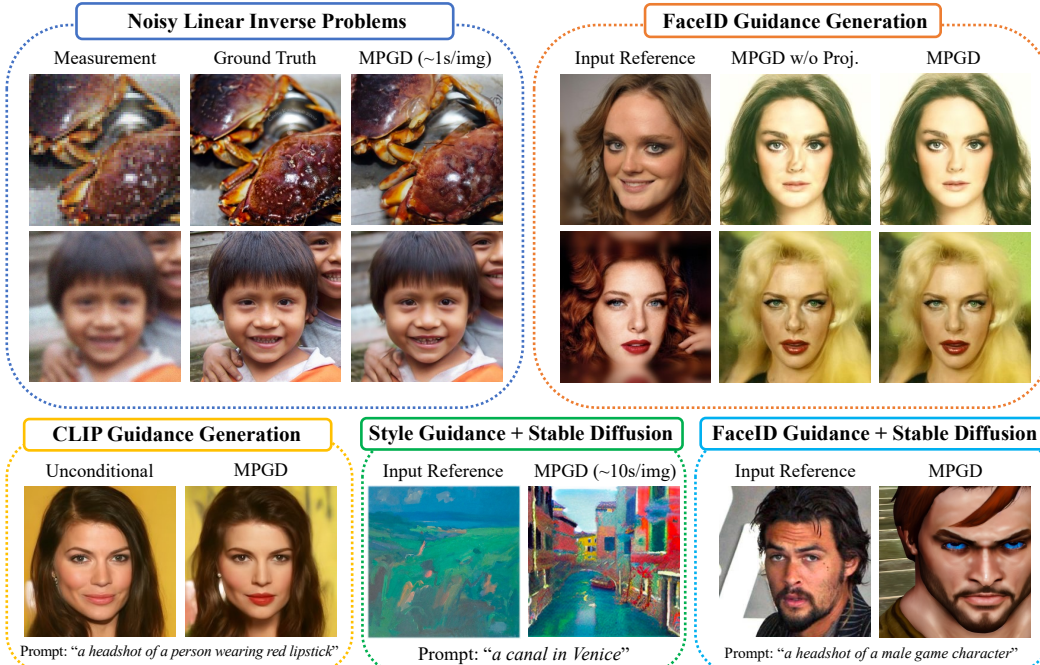 Noisy Linear Inverse Problems
Measurement
Ground Truth
MPGD (~1s/img)
FaceID Guidance Generation
Input Reference
MPGD w/o Proj.
MPGD
CLIP Guidance Generation
Unconditional
MPGD
Prompt: “a headshot of a person wearing red lipstick”
Style Guidance + Stable Diffusion
Input Reference
MPGD (~10s/img)
Prompt: “a canal in Venice”
FaceID Guidance + Stable Diffusion
Input Reference
MPGD
Prompt: “a headshot of a male game character”